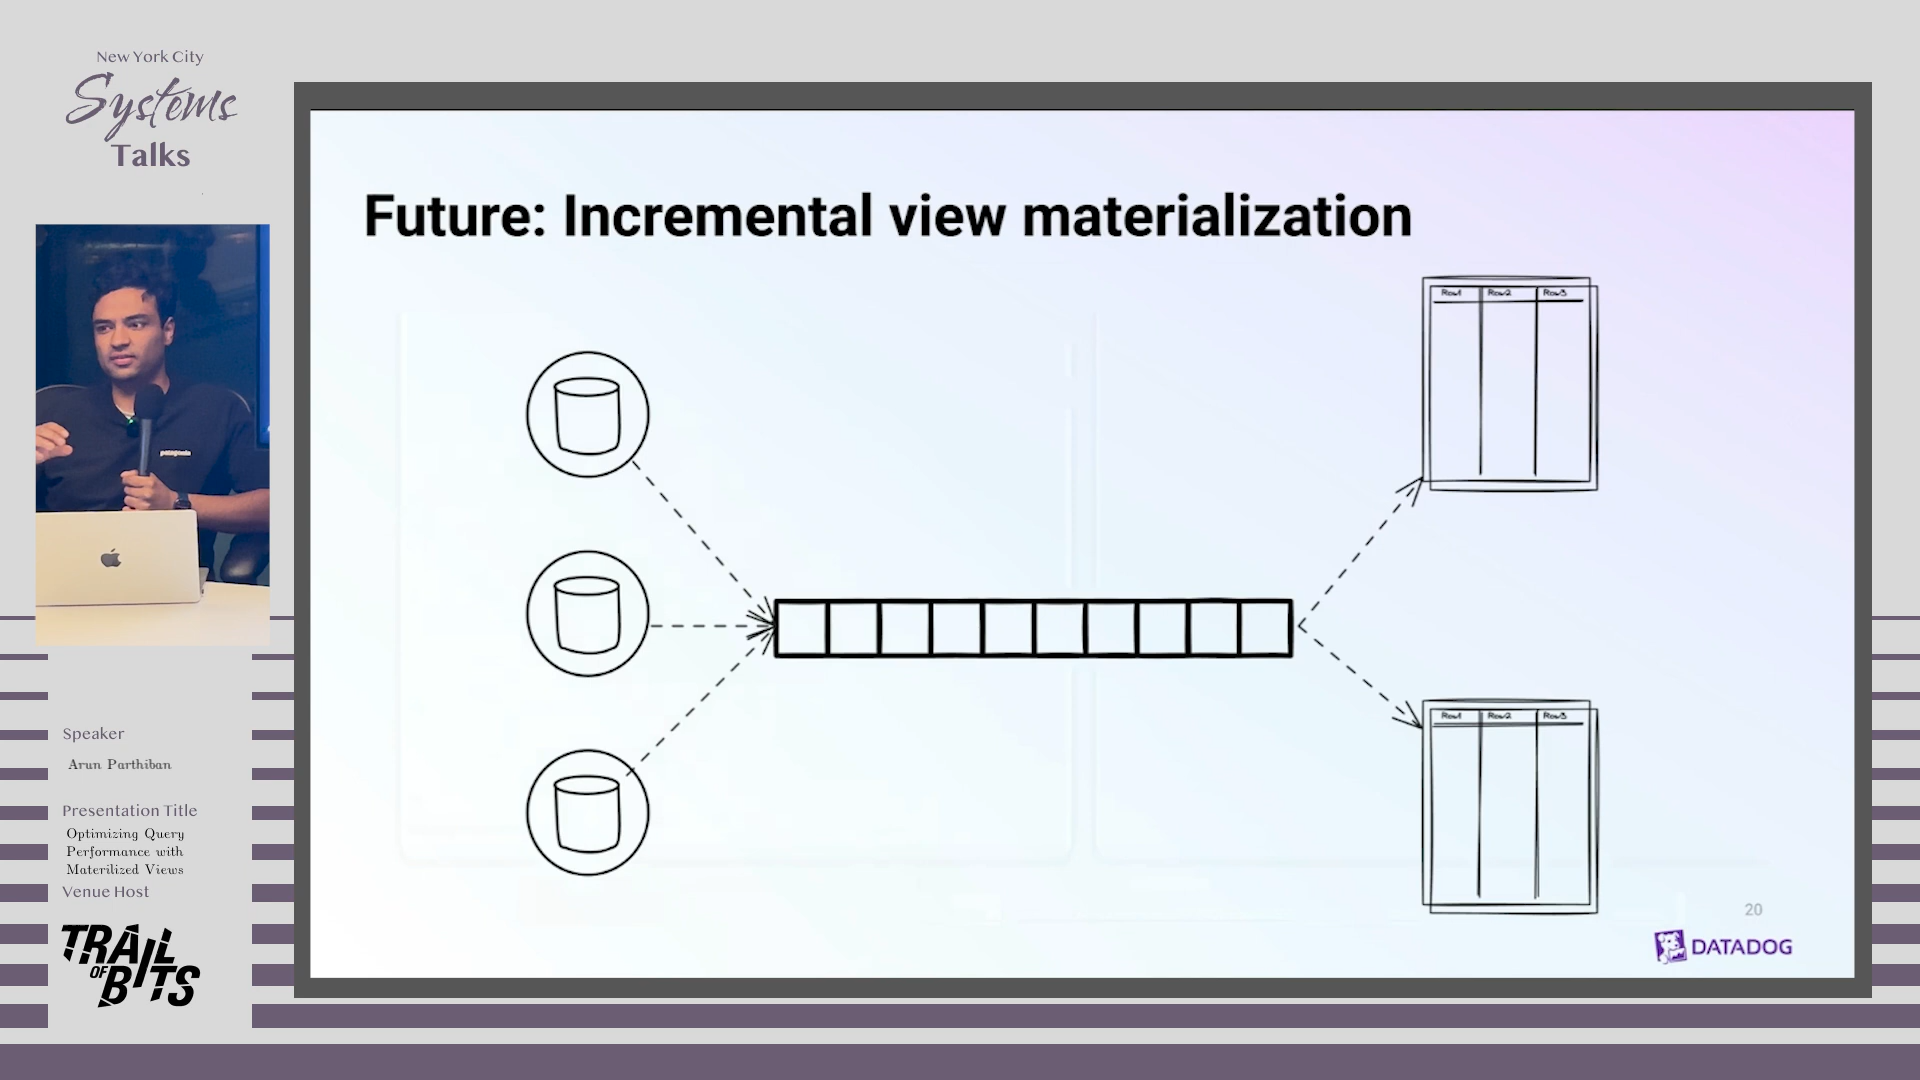 New York City
Systems
Talks
Future: Incremental view materialization
Row1 Row2 Row3
Row1 Row2 Row3
patagonia
Speaker
Arun Parthiban
Presentation Title
Optimizing Query
Performance with
Materilized Views
Venue Host
TRAIL
OF
BITS
20
DATADOG